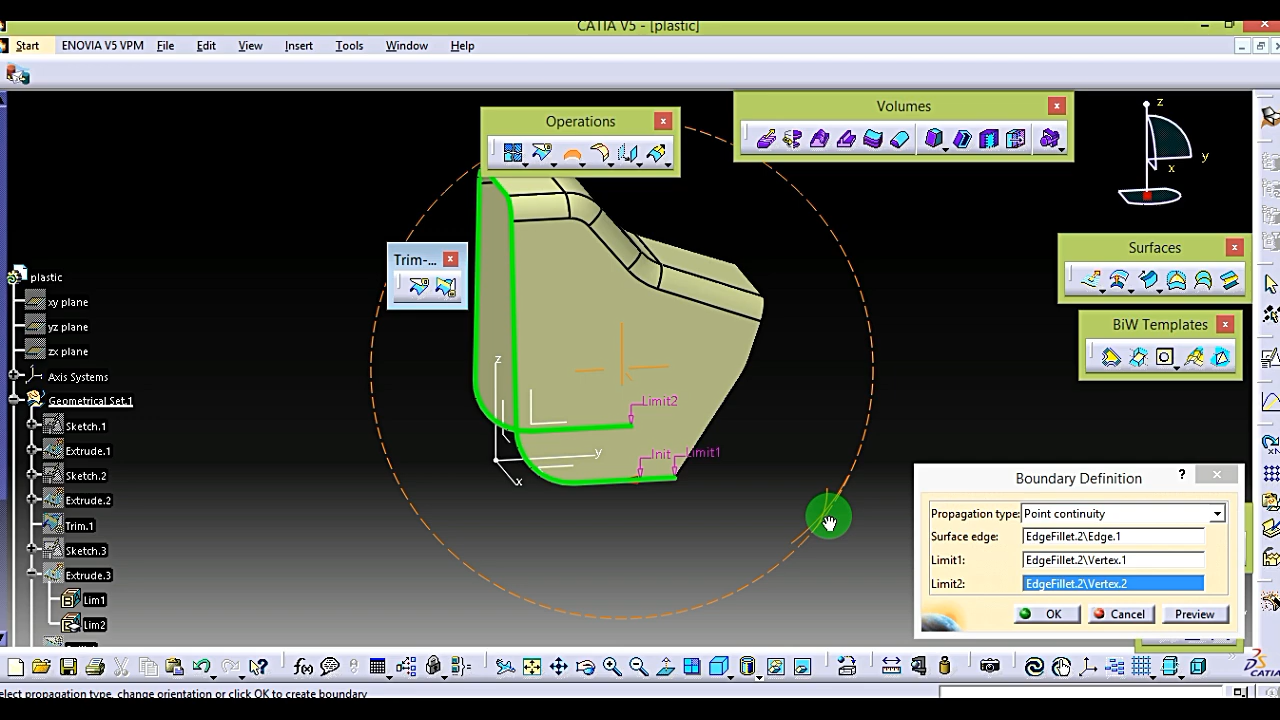 CATIA V5 - [plastic]
Start ENOVIA V5 VPM File Edit View Insert Tools Window Help
Operations
Volumes
z
y
x
Trim-...
Surfaces
BiW Templates
plastic
xy plane
yz plane
zx plane
Axis Systems
Geometrical Set.1
Sketch.1
Extrude.1
Sketch.2
Extrude.2
Trim.1
Sketch.3
Extrude.3
Lim1
Lim2
z
Limit2
y
Init
Limit1
x
Boundary Definition
Propagation type: Point continuity
Surface edge: EdgeFillet.2\Edge.1
Limit1: EdgeFillet.2\Vertex.1
Limit2: EdgeFillet.2\Vertex.2
OK Cancel Preview
f(x)
CATIA
select propagation type, change orientation or click OK to create boundary